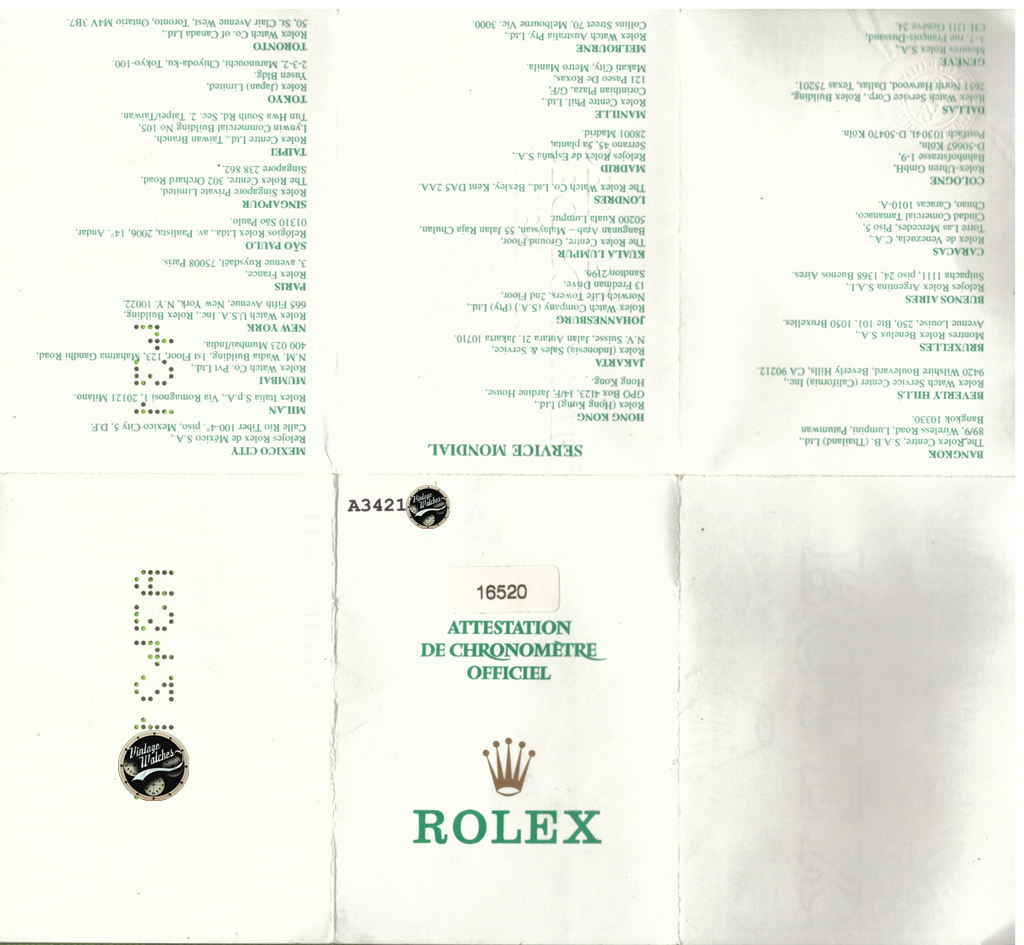 A3421
Vintage
Watches
16520
ATTESTATION
DE CHRONOMÈTRE
OFFICIEL
ROLEX
Vintage
Watches
SERVICE MONDIAL
BANGKOK
The Rolex Centre, S.A.B. (Thailand) Ltd.,
89/9, Wireless Road, Lumpini, Patumwan
Bangkok 10330.
BEVERLY HILLS
Rolex Watch Service Center (California) Inc.,
9420 Wilshire Boulevard, Beverly Hills, CA 90212.
BRUXELLES
Montres Rolex Benelux S.A.,
Avenue Louise, 250, Bte 101, 1050 Bruxelles.
BUENOS AIRES
Relojes Rolex Argentina S.A.I.,
Suipacha 1111, piso 24, 1368 Buenos Aires.
CARACAS
Rolex de Venezuela, C.A.,
Torre Las Mercedes, Piso 5,
Ciudad Comercial Tamanaco,
Chuao, Caracas 1010-A.
COLOGNE
Rolex-Uhren GmbH,
Bahnhofstrasse 1-9,
D-50667 Köln,
Postfach 103041, D-50470 Köln.
DALLAS
Rolex Watch Service Corp., Rolex Building,
2651 North Harwood, Dallas, Texas 75201.
GENÈVE
Montres Rolex S.A.,
3-7, rue François-Dussaud,
CH-1211 Genève 24.
HONG KONG
Rolex (Hong Kong) Ltd.,
GPO Box 4123, 14/F, Jardine House,
Hong Kong.
JAKARTA
Rolex (Indonesia) Sales & Service,
N.V. Suisse, Jalan Antara 21, Jakarta 10710.
JOHANNESBURG
Rolex Watch Company (S.A.) (Pty) Ltd.,
Norwich Life Towers, 2nd Floor,
13 Fredman Drive,
Sandton 2196.
KUALA LUMPUR
The Rolex Centre, Ground Floor,
Bangunan Arab - Malaysian, 55 Jalan Raja Chulan,
50200 Kuala Lumpur.
LONDRES
The Rolex Watch Co. Ltd., Bexley, Kent DA5 2AA.
MADRID
Relojes Rolex de España S.A.,
Serrano 45, 5a planta,
28001 Madrid.
MANILLE
Rolex Centre Phil. Ltd.,
Corinthian Plaza, G/F,
121 Paseo De Roxas,
Makati City, Metro Manila.
MELBOURNE
Rolex Watch Australia Pty. Ltd.,
Collins Street 70, Melbourne Vic. 3000.
MEXICO CITY
Relojes Rolex de México S.A.,
Calle Rio Tiber 100-4°. piso, Mexico City 5, D.F.
MILAN
Rolex Italia S.p.A., Via Romagnosi 1, 20121 Milano.
MUMBAI
Rolex Watch Co. Pvt Ltd.,
N.M. Wadia Building, 1st Floor, 123, Mahatma Gandhi Road,
400 023 Mumbai/India.
NEW YORK
Rolex Watch U.S.A. Inc., Rolex Building,
665 Fifth Avenue, New York, N.Y. 10022.
PARIS
Rolex France,
3, avenue Ruysdaël, 75008 Paris.
SÃO PAULO
Relógios Rolex Ltda., av. Paulista, 2006, 14°. Andar,
01310 São Paulo.
SINGAPOUR
Rolex Singapore Private Limited,
The Rolex Centre, 302 Orchard Road,
Singapore 238 862.
TAIPEI
Rolex Centre Ltd., Taiwan Branch,
Lynwin Commercial Building No 105,
Tun Hwa South Rd, Sec. 2, Taipei/Taiwan.
TOKYO
Rolex (Japan) Limited,
Yusen Bldg.
2-3-2, Marunouchi, Chiyoda-ku, Tokyo-100.
TORONTO
Rolex Watch Co. of Canada Ltd.,
50, St. Clair Avenue West, Toronto, Ontario M4V 3B7.